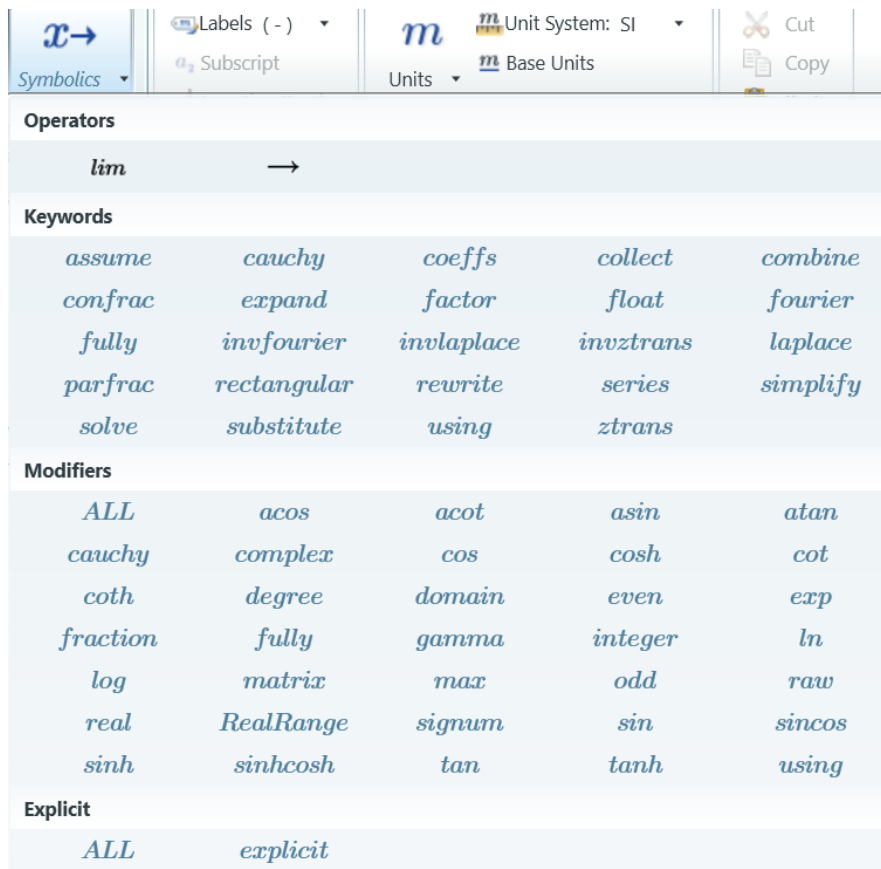 x→ Labels (-) m Unit System: SI Cut
a₂ Subscript m Base Units Copy
Symbolics Units
Operators
lim →
Keywords
assume cauchy coeffs collect combine
confrac expand factor float fourier
fully invfourier invlaplace invztrans laplace
parfrac rectangular rewrite series simplify
solve substitute using ztrans
Modifiers
ALL acos acot asin atan
cauchy complex cos cosh cot
coth degree domain even exp
fraction fully gamma integer ln
log matrix max odd raw
real RealRange signum sin sincos
sinh sinhcosh tan tanh using
Explicit
ALL explicit